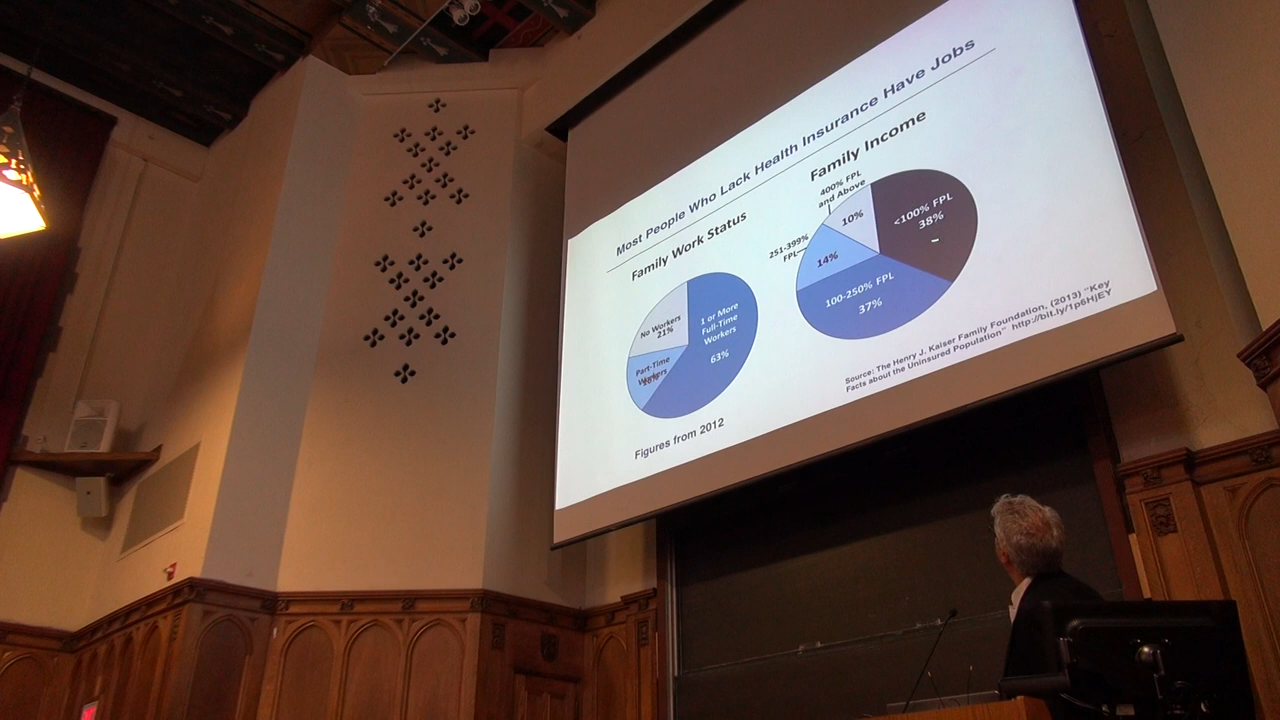 Most People Who Lack Health Insurance Have Jobs
Family Work Status
No Workers
21%
1 or More
Full-Time
Workers
63%
Part-Time
Workers
16%
Figures from 2012
Family Income
400% FPL
and Above
10%
<100% FPL
38%
251-399%
FPL
14%
100-250% FPL
37%
Source: The Henry J. Kaiser Family Foundation, (2013) "Key
Facts about the Uninsured Population" http://bit.ly/1p6HjEY